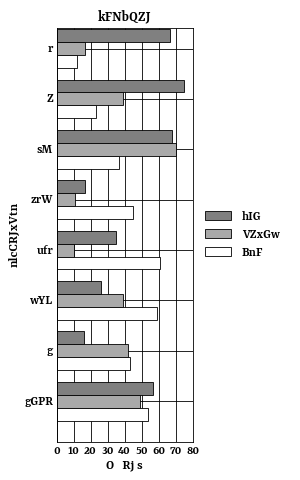 kFNbQZJ
r
Z
sM
zrW
ufr
wYL
g
gGPR
nlcCRJxVtn
0 10 20 30 40 50 60 70 80
O Rj s
hIG
VZxGw
BnF